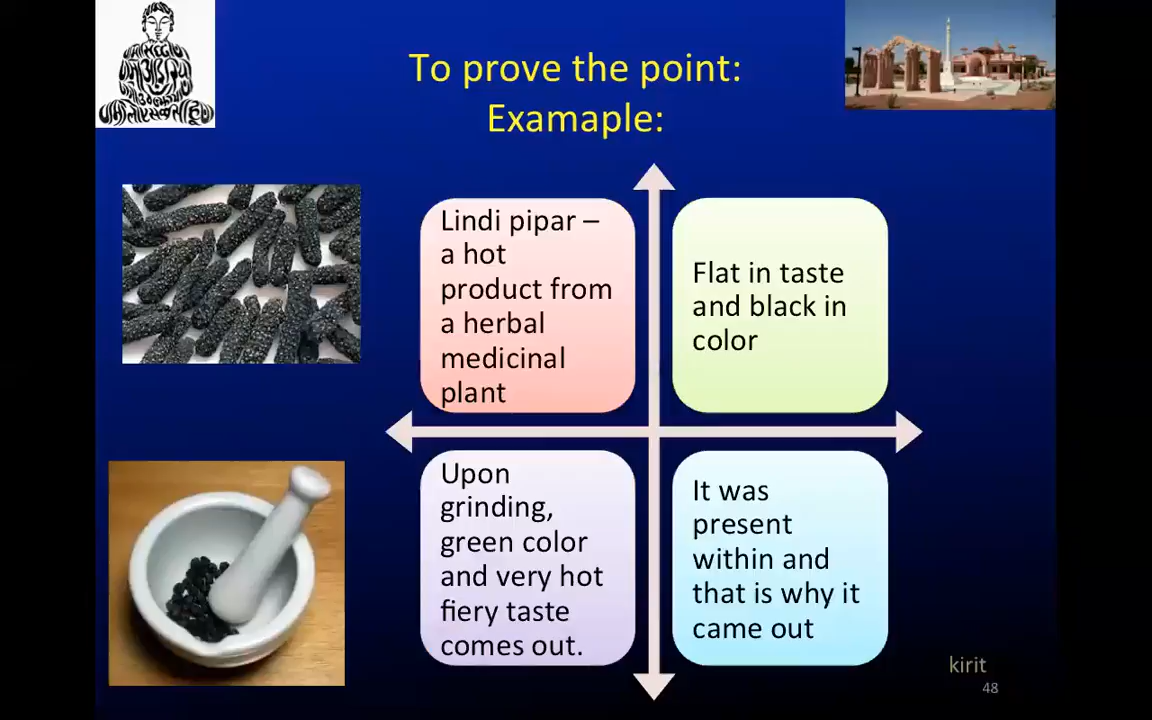 To prove the point:
Examaple:
Lindi pipar –
a hot
product from
a herbal
medicinal
plant
Flat in taste
and black in
color
Upon
grinding,
green color
and very hot
fiery taste
comes out.
It was
present
within and
that is why it
came out
kirit
48